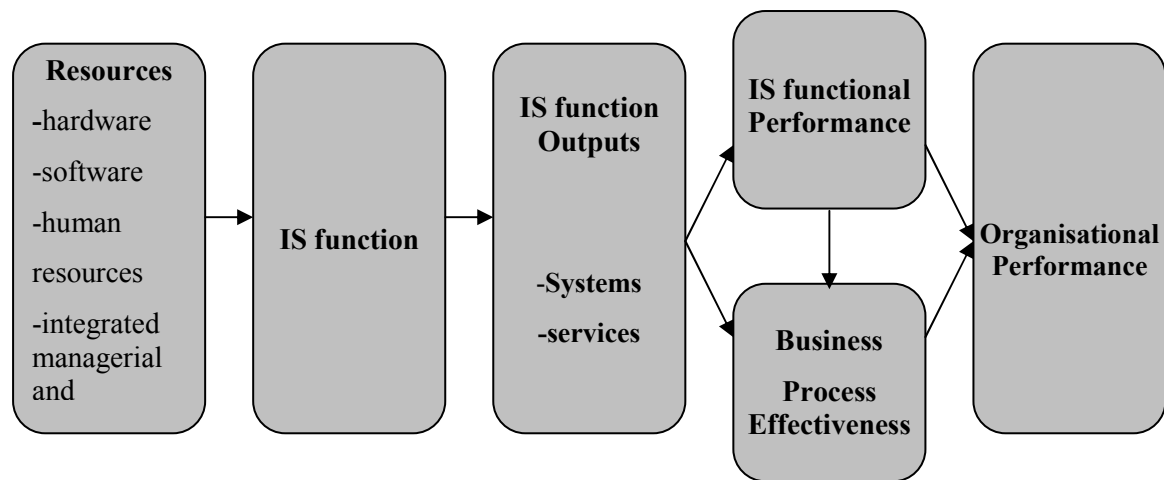 Resources
-hardware
-software
-human
resources
-integrated
managerial
and
IS function
IS function
Outputs
-Systems
-services
IS functional
Performance
Business
Process
Effectiveness
Organisational
Performance